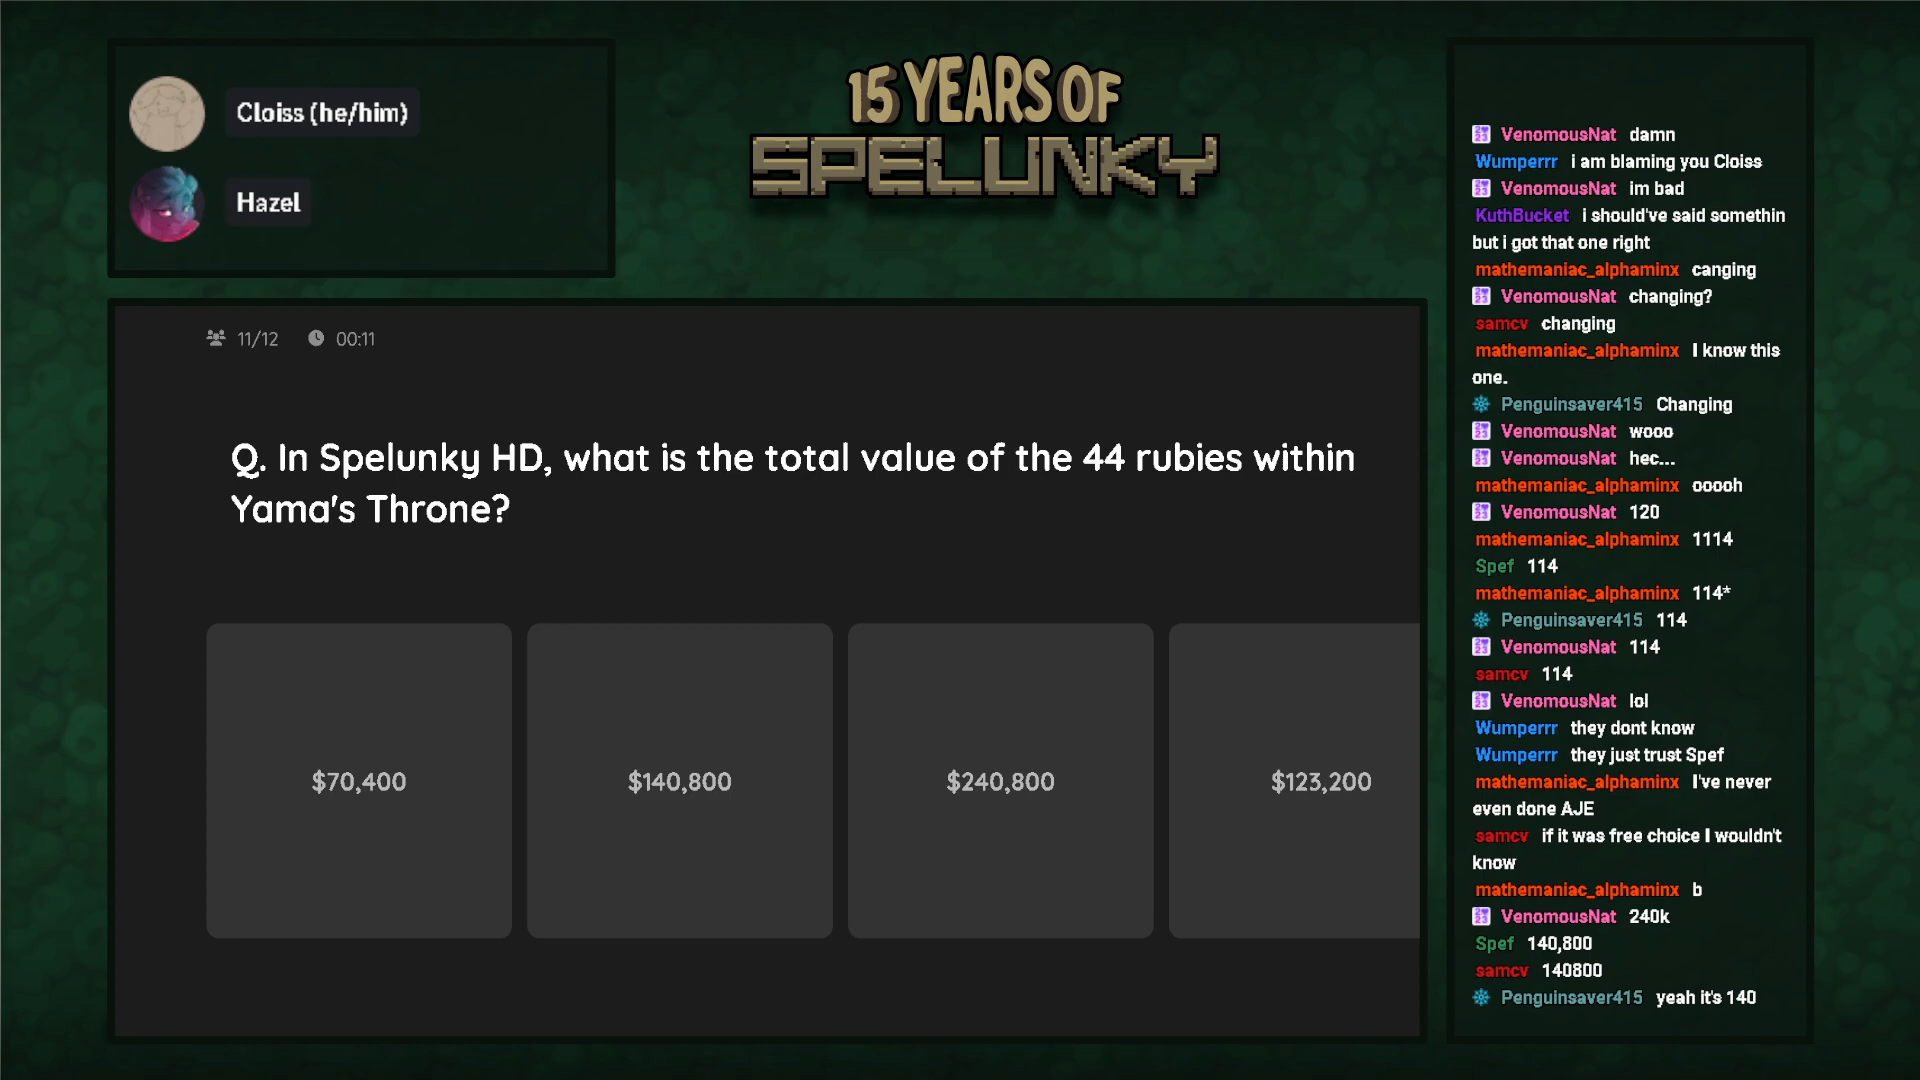 Cloiss (he/him)
Hazel
15 YEARS OF
SPELUNKY
11/12 00:11
Q. In Spelunky HD, what is the total value of the 44 rubies within
Yama's Throne?
$70,400
$140,800
$240,800
$123,200
VenomousNat damn
Wumperrr i am blaming you Cloiss
VenomousNat im bad
KuthBucket i should've said somethin
but i got that one right
mathemaniac_alphaminx canging
VenomousNat changing?
samcv changing
mathemaniac_alphaminx I know this
one.
Penguinsaver415 Changing
VenomousNat wooo
VenomousNat hec...
mathemaniac_alphaminx ooooh
VenomousNat 120
mathemaniac_alphaminx 1114
Spef 114
mathemaniac_alphaminx 114*
Penguinsaver415 114
VenomousNat 114
samcv 114
VenomousNat lol
Wumperrr they dont know
Wumperrr they just trust Spef
mathemaniac_alphaminx I've never
even done AJE
samcv if it was free choice I wouldn't
know
mathemaniac_alphaminx b
VenomousNat 240k
Spef 140,800
samcv 140800
Penguinsaver415 yeah it's 140